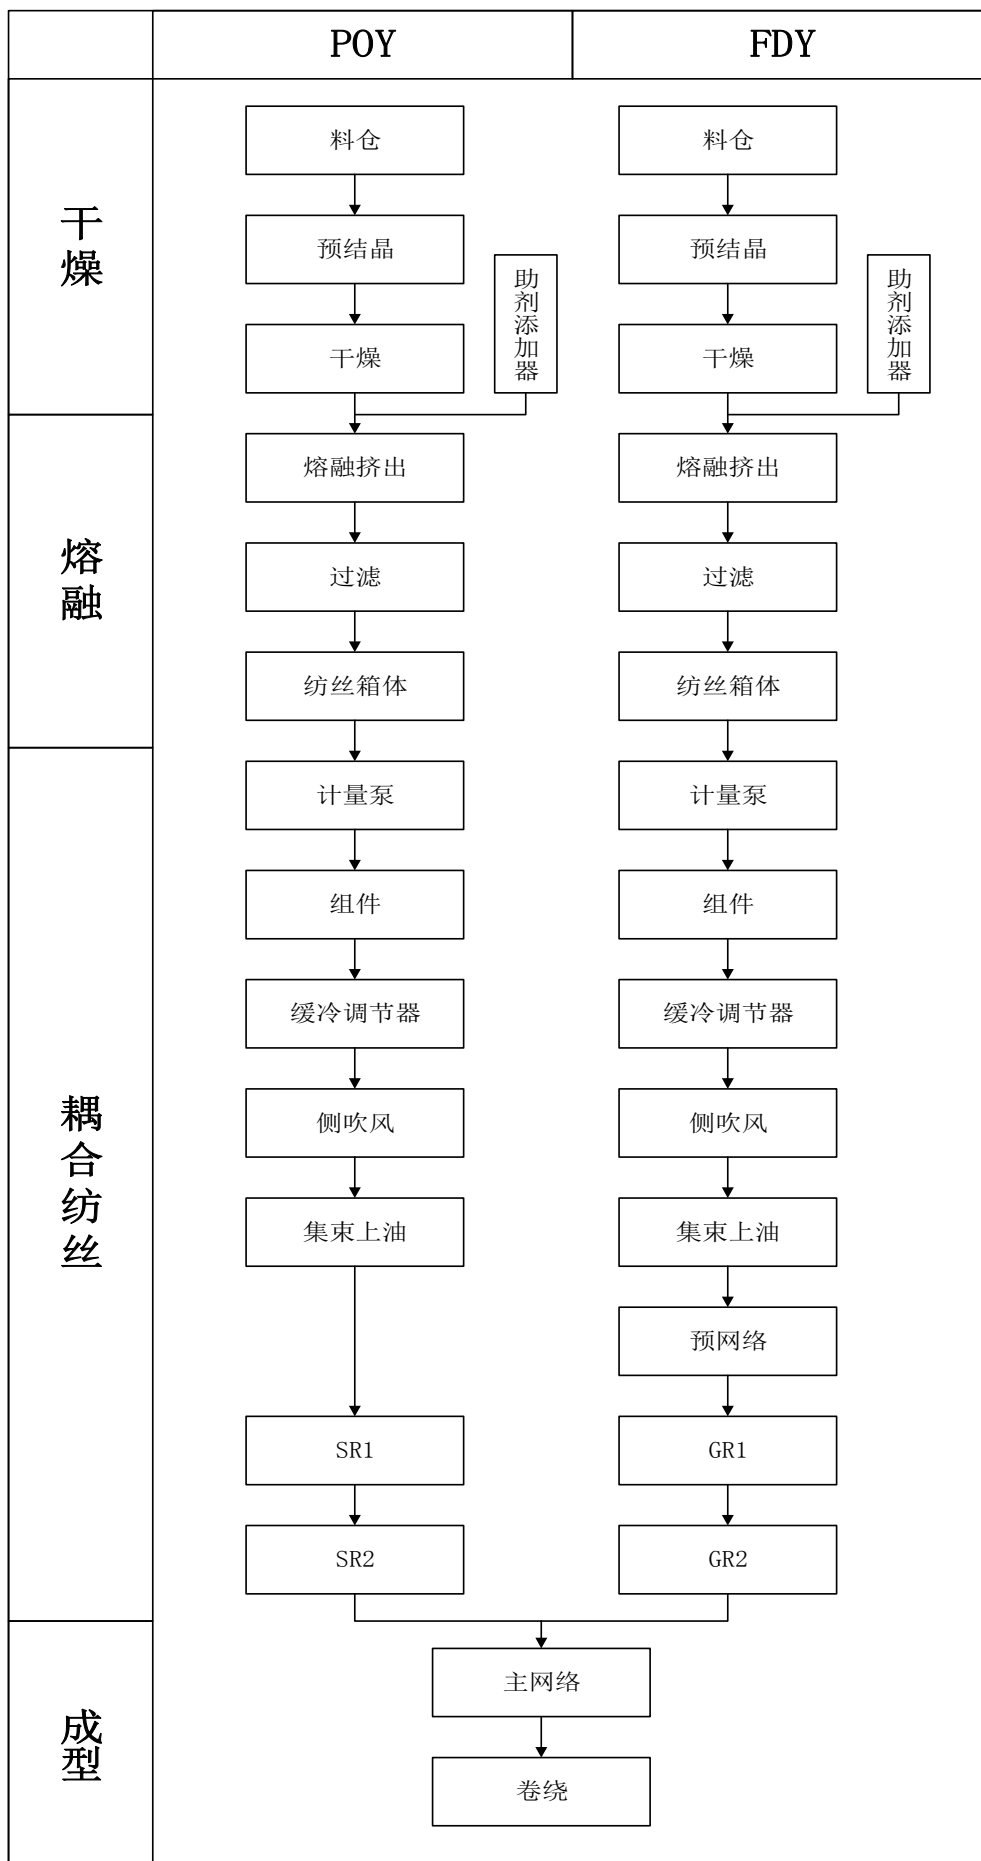 POY
FDY
干
燥
料仓
料仓
预结晶
预结晶
助
剂
添
加
器
助
剂
添
加
器
干燥
干燥
熔
融
熔融挤出
熔融挤出
过滤
过滤
纺丝箱体
纺丝箱体
耦
合
纺
丝
计量泵
计量泵
组件
组件
缓冷调节器
缓冷调节器
侧吹风
侧吹风
集束上油
集束上油
预网络
SR1
GR1
SR2
GR2
成
型
主网络
卷绕